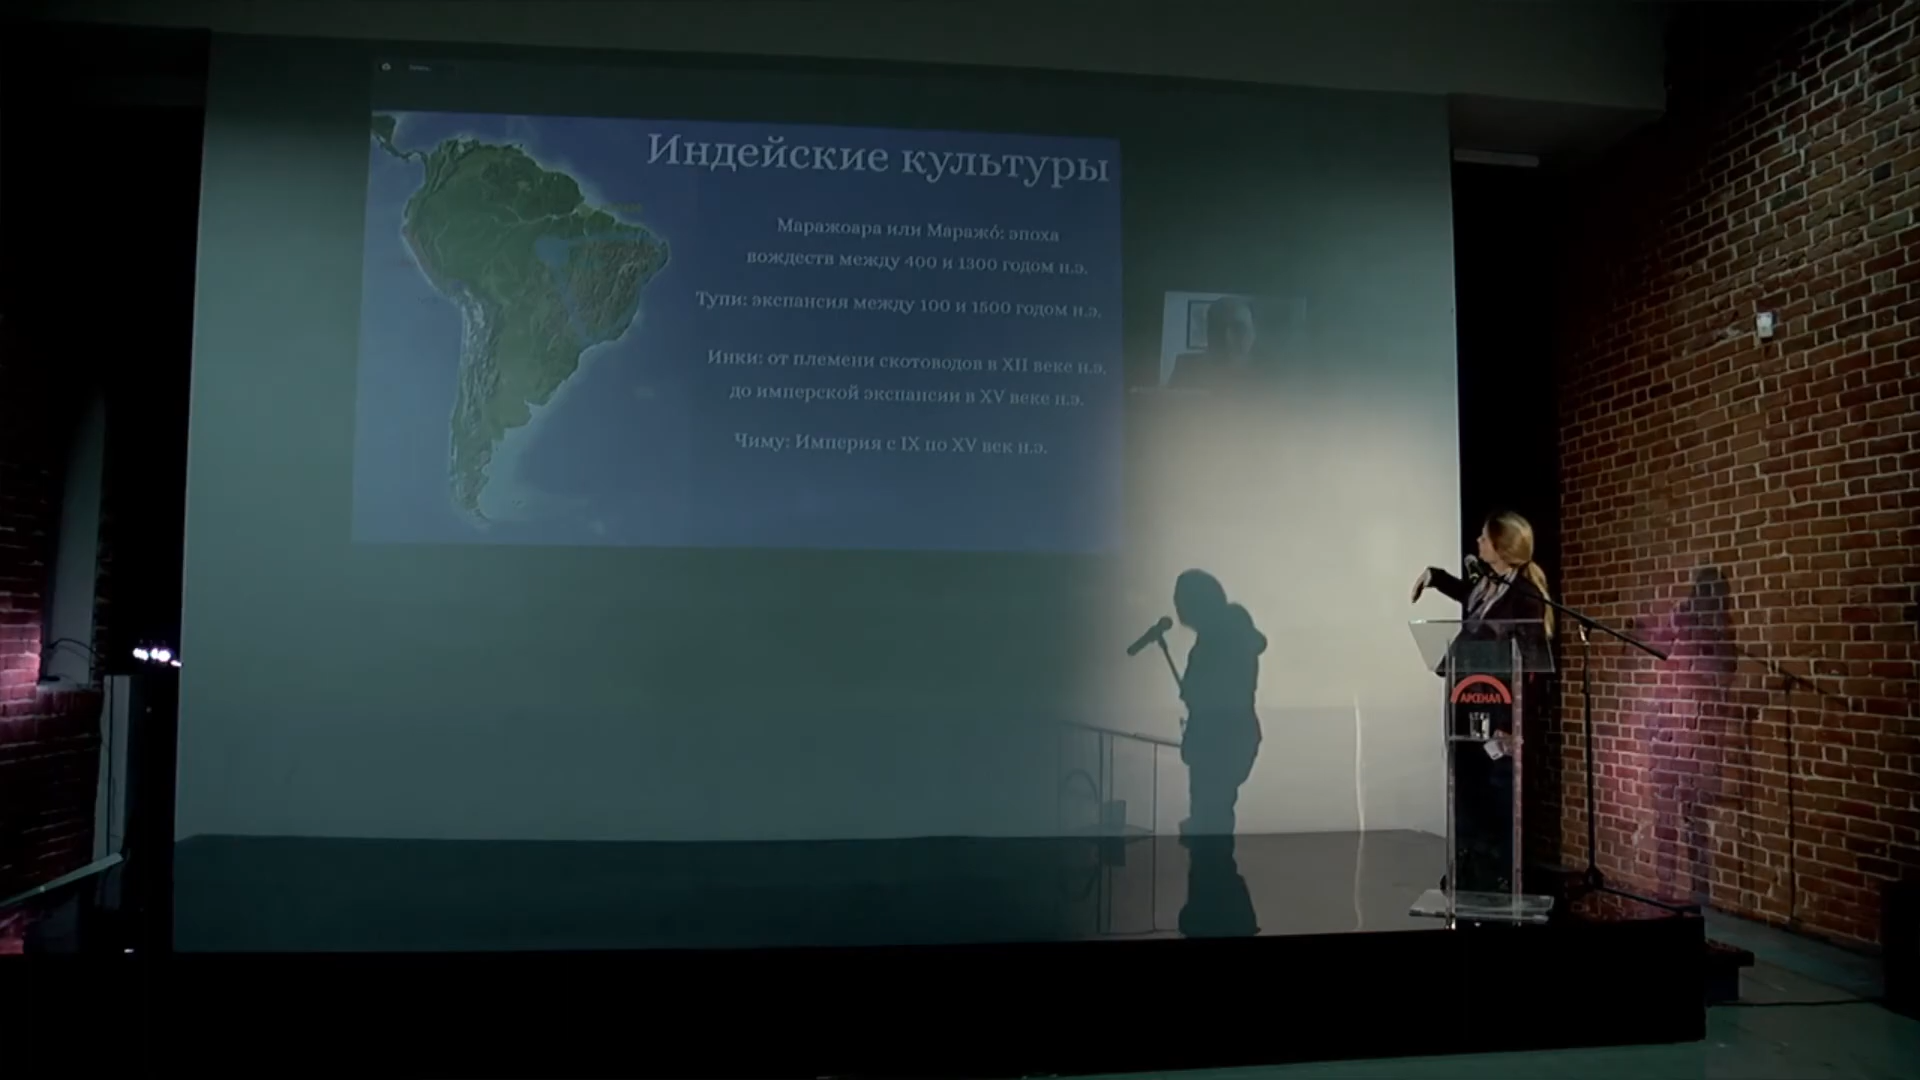 Индейские культуры
Маражоара или Маражо́: эпоха
вождеств между 400 и 1300 годом н.э.
Тупи: экспансия между 100 и 1500 годом н.э.
Инки: от племени скотоводов в XII веке н.э.
до имперской экспансии в XV веке н.э.
Чиму: Империя с IX по XV век н.э.
АРСЕНАЛ